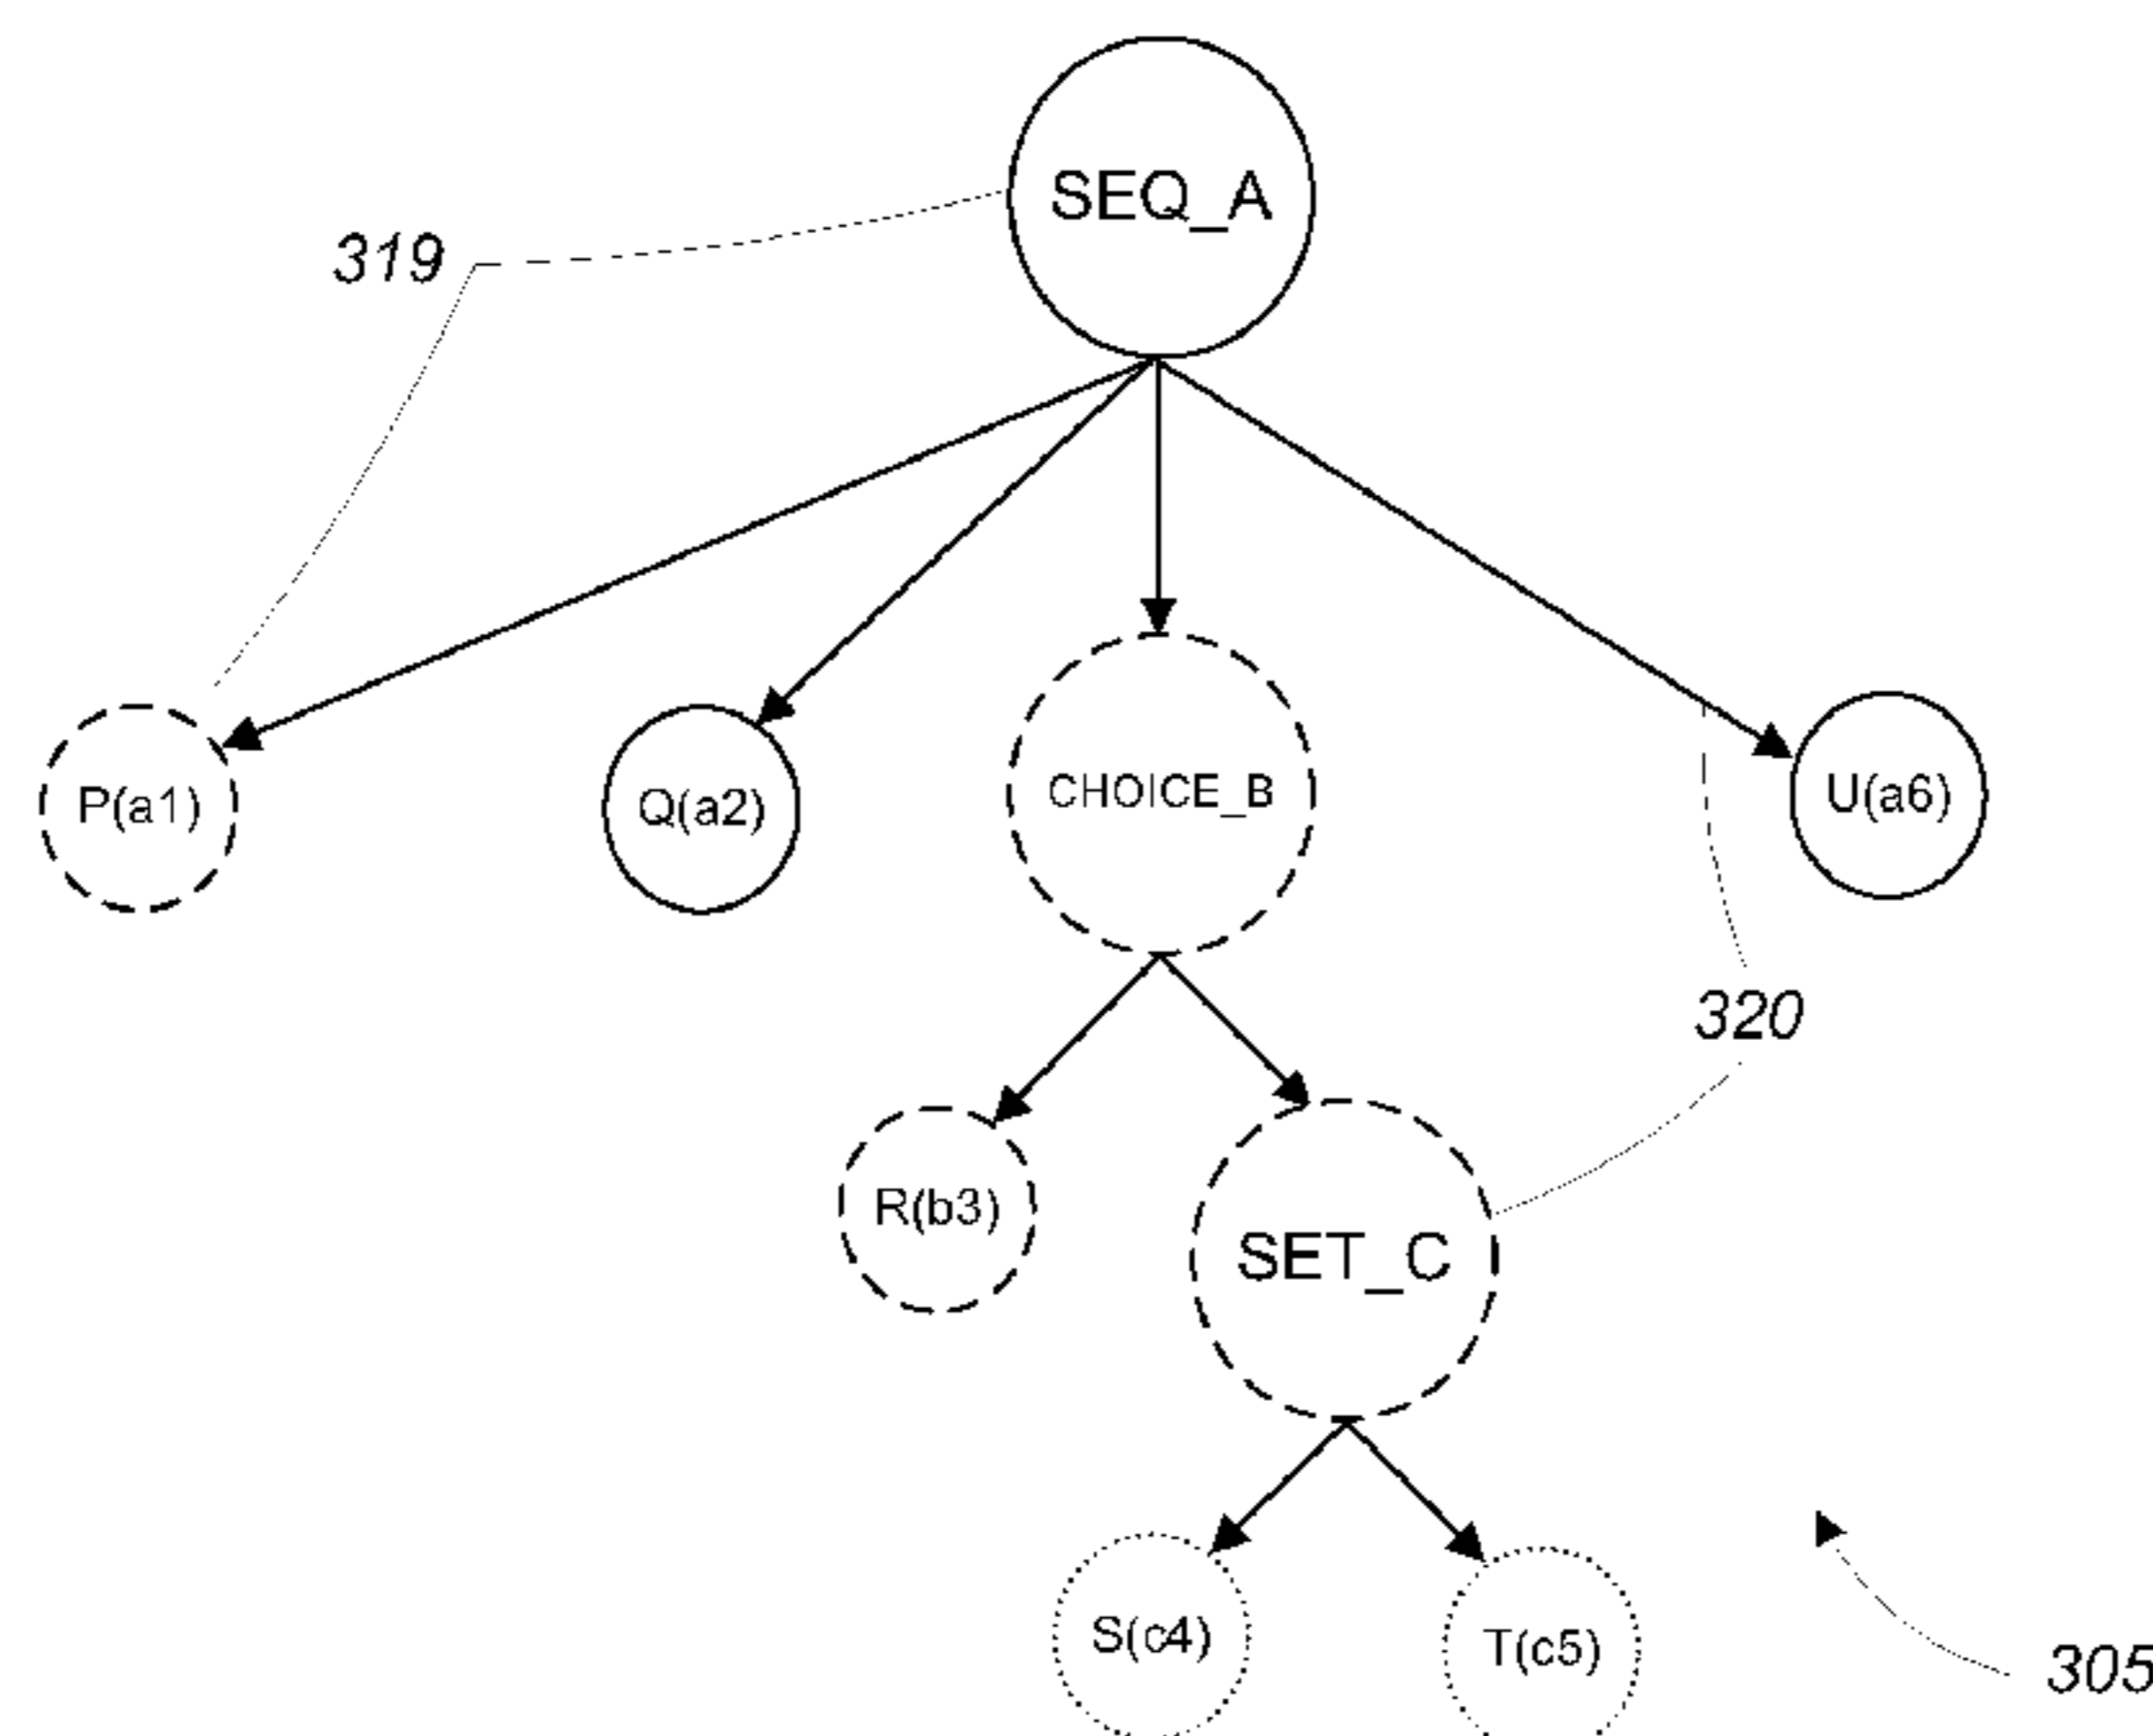 SEQ_A
319
P(a1)
Q(a2)
CHOICE_B
U(a6)
320
R(b3)
SET_C
S(c4)
T(c5)
305